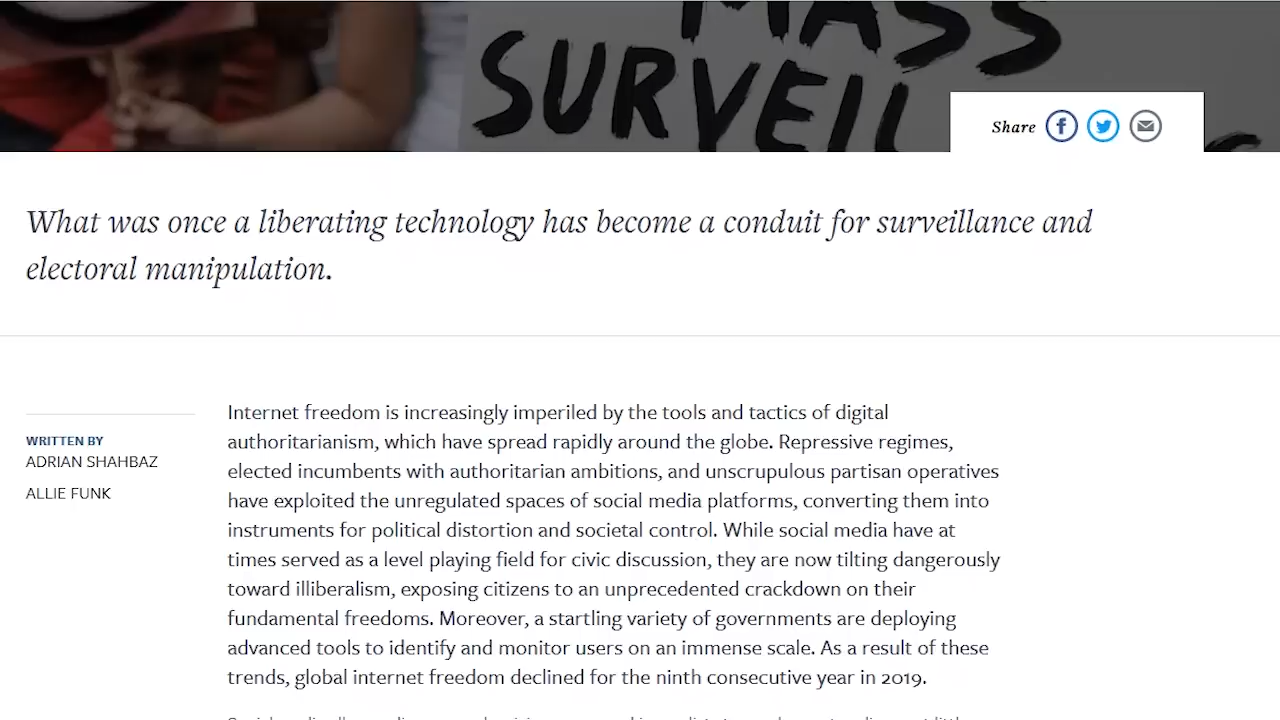 MASS
SURVEIL
Share
What was once a liberating technology has become a conduit for surveillance and
electoral manipulation.
WRITTEN BY
ADRIAN SHAHBAZ
ALLIE FUNK
Internet freedom is increasingly imperiled by the tools and tactics of digital
authoritarianism, which have spread rapidly around the globe. Repressive regimes,
elected incumbents with authoritarian ambitions, and unscrupulous partisan operatives
have exploited the unregulated spaces of social media platforms, converting them into
instruments for political distortion and societal control. While social media have at
times served as a level playing field for civic discussion, they are now tilting dangerously
toward illiberalism, exposing citizens to an unprecedented crackdown on their
fundamental freedoms. Moreover, a startling variety of governments are deploying
advanced tools to identify and monitor users on an immense scale. As a result of these
trends, global internet freedom declined for the ninth consecutive year in 2019.